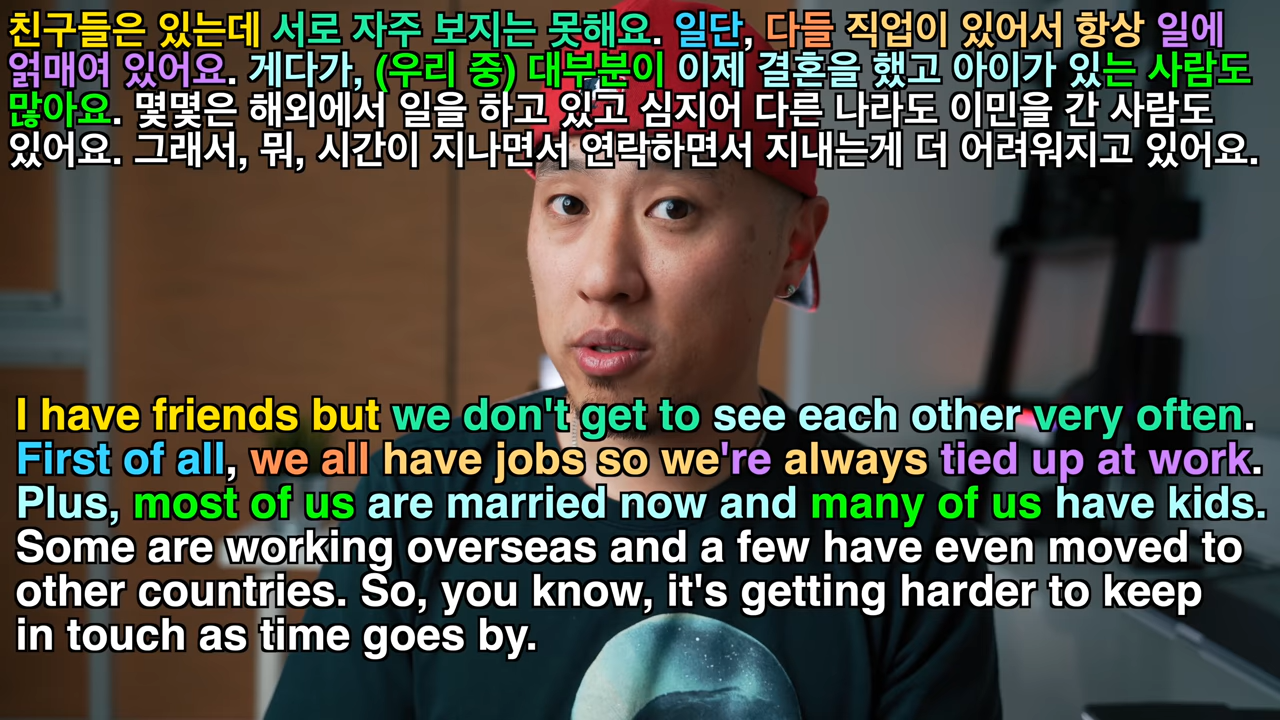 친구들은 있는데 서로 자주 보지는 못해요. 일단, 다들 직업이 있어서 항상 일에
얽매여 있어요. 게다가, (우리 중) 대부분이 이제 결혼을 했고 아이가 있는 사람도
많아요. 몇몇은 해외에서 일을 하고 있고 심지어 다른 나라도 이민을 간 사람도
있어요. 그래서, 뭐, 시간이 지나면서 연락하면서 지내는게 더 어려워지고 있어요.
I have friends but we don't get to see each other very often.
First of all, we all have jobs so we're always tied up at work.
Plus, most of us are married now and many of us have kids.
Some are working overseas and a few have even moved to
other countries. So, you know, it's getting harder to keep
in touch as time goes by.